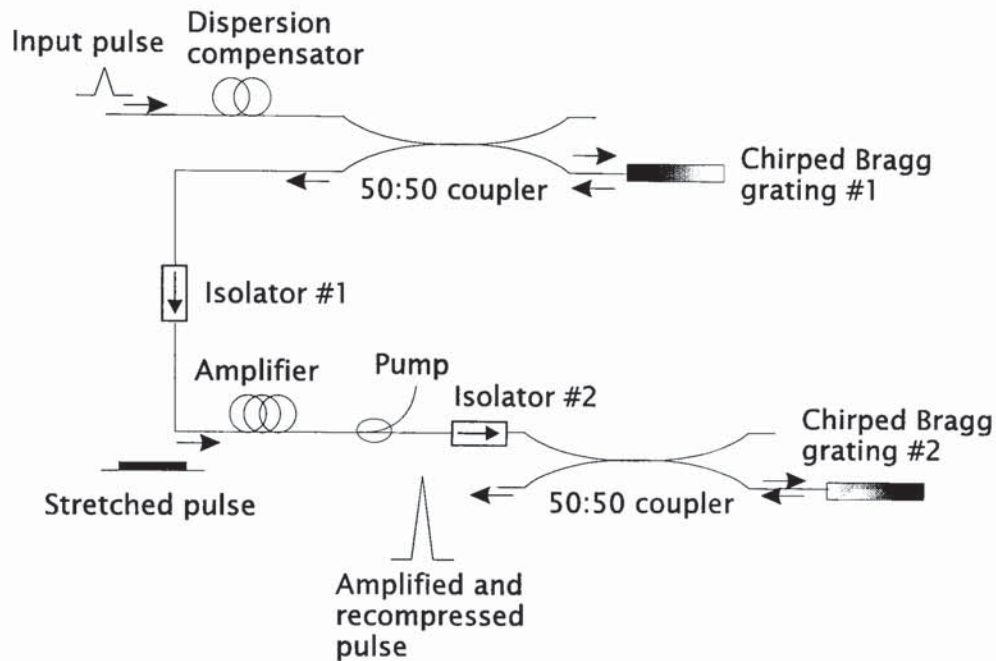 Input pulse
Dispersion
compensator
50:50 coupler
Chirped Bragg
grating #1
Isolator #1
Amplifier
Pump
Isolator #2
Chirped Bragg
grating #2
Stretched pulse
50:50 coupler
Amplified and
recompressed
pulse